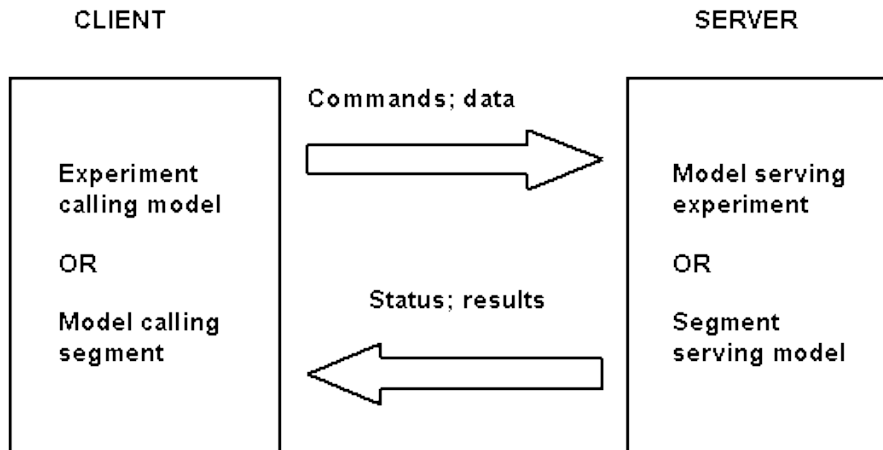 CLIENT
SERVER
Commands; data
Experiment
calling model
OR
Model calling
segment
Model serving
experiment
OR
Segment
serving model
Status; results